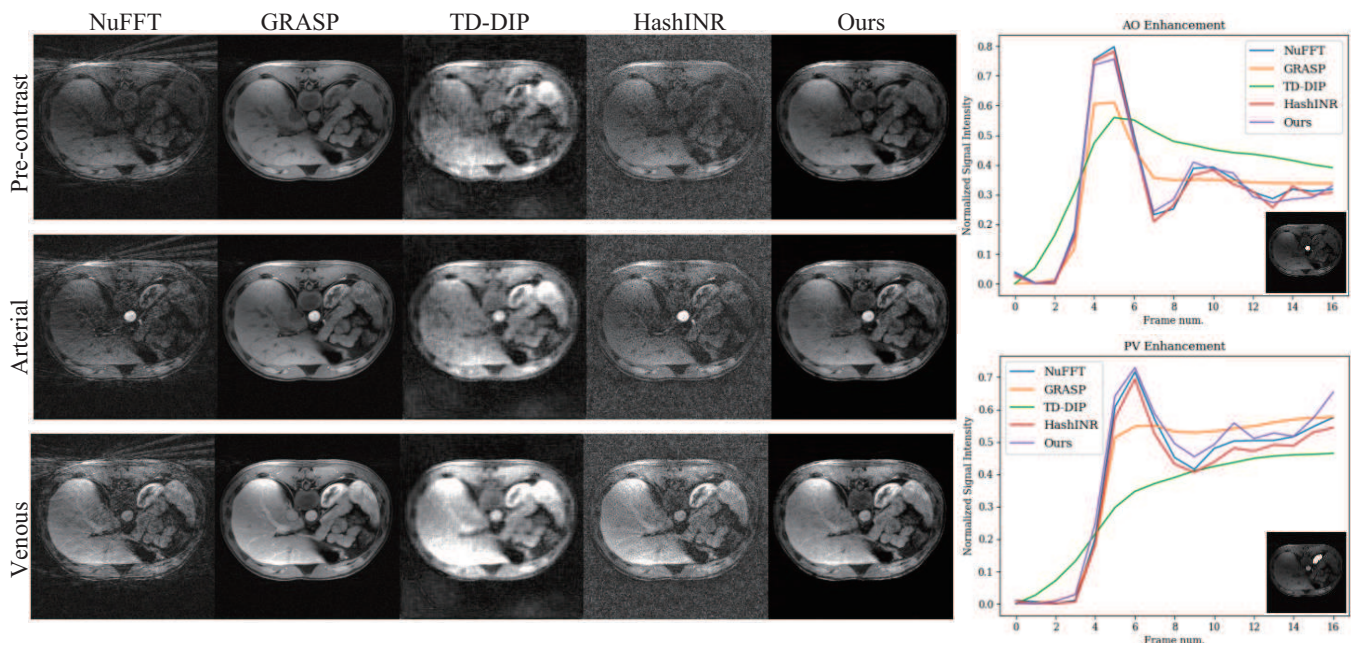 NuFFT GRASP TD-DIP HashINR Ours
Pre-contrast
Arterial
Venous
AO Enhancement
Normalized Signal Intensity
0.8
0.7
0.6
0.5
0.4
0.3
0.2
0.1
0.0
NuFFT
GRASP
TD-DIP
HashINR
Ours
0 2 4 6 8 10 12 14 16
Frame num.
PV Enhancement
Normalized Signal Intensity
0.7
0.6
0.5
0.4
0.3
0.2
0.1
0.0
NuFFT
GRASP
TD-DIP
HashINR
Ours
0 2 4 6 8 10 12 14 16
Frame num.